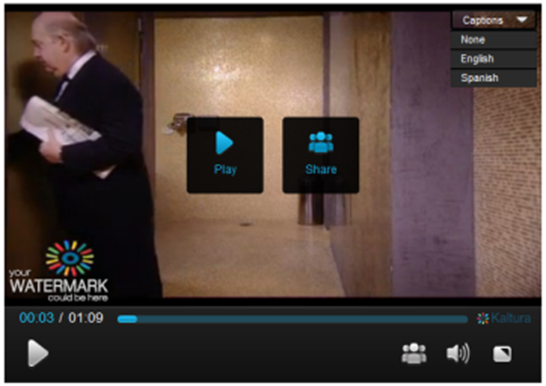 Captions
None
English
Spanish
Play
Share
your
WATERMARK
could be here
00:03 / 01:09
Kaltura